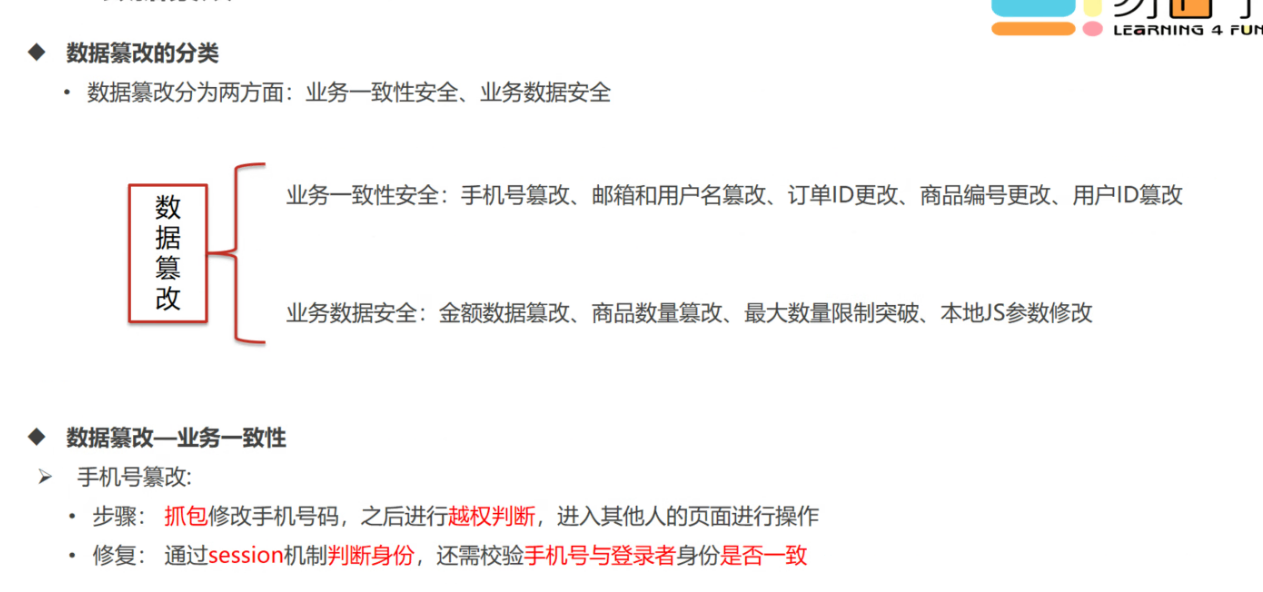 LEARNING 4 FUN
◆ 数据篡改的分类
• 数据篡改分为两方面：业务一致性安全、业务数据安全
数据篡改
业务一致性安全：手机号篡改、邮箱和用户名篡改、订单ID更改、商品编号更改、用户ID篡改
业务数据安全：金额数据篡改、商品数量篡改、最大数量限制突破、本地JS参数修改
◆ 数据篡改—业务一致性
➢ 手机号篡改:
• 步骤： 抓包修改手机号码，之后进行越权判断，进入其他人的页面进行操作
• 修复： 通过session机制判断身份，还需校验手机号与登录者身份是否一致